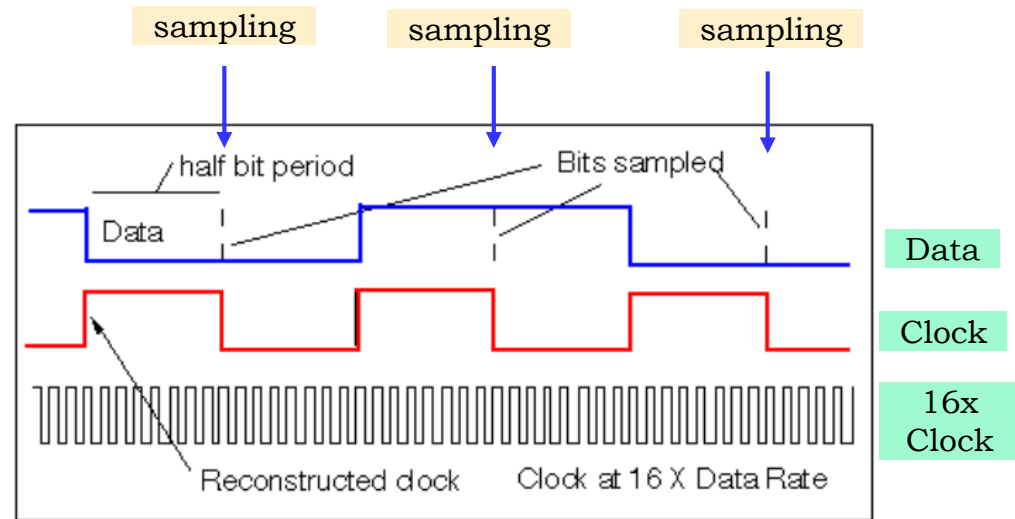 sampling
sampling
sampling
half bit period
Bits sampled
Data
Data
Clock
16x
Clock
Reconstructed clock
Clock at 16 X Data Rate